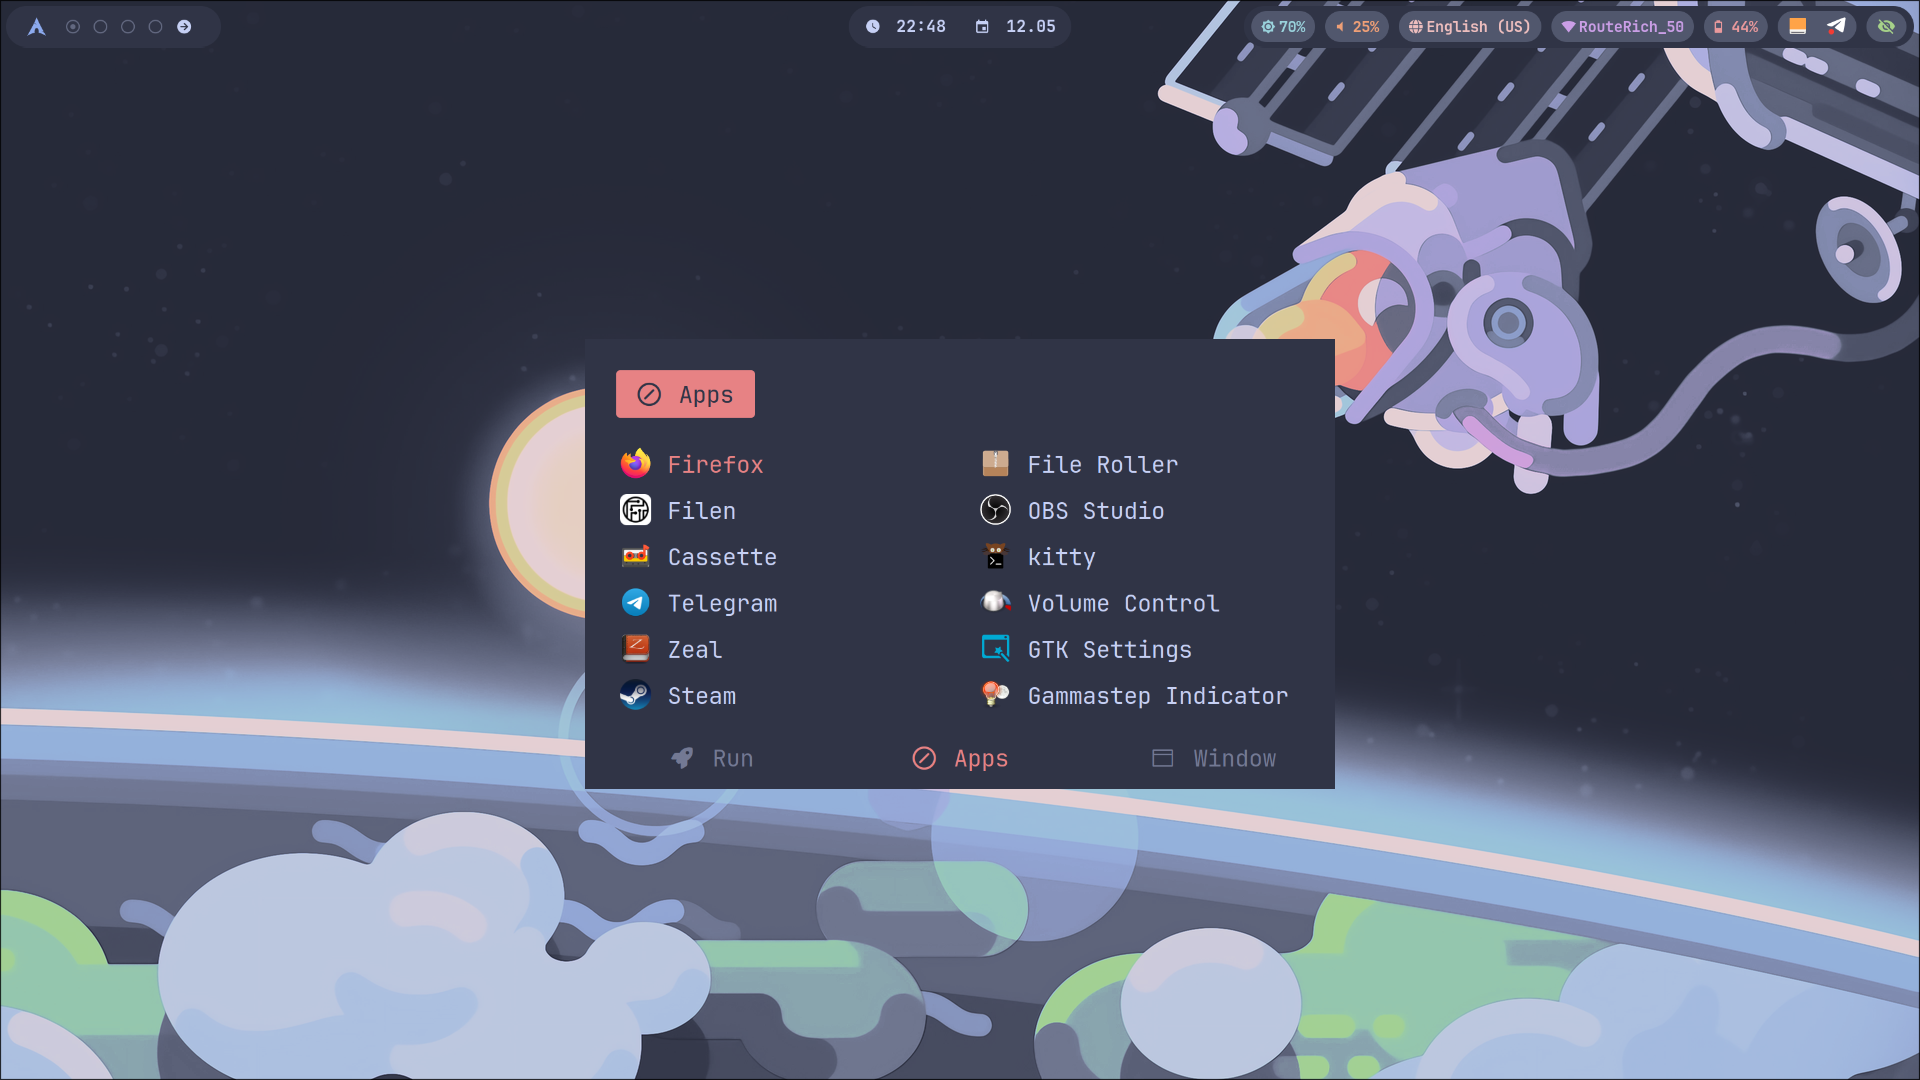 22:48 12.05
70% 25% English (US) RouteRich_50 44%
Apps
Firefox
Filen
Cassette
Telegram
Zeal
Steam
File Roller
OBS Studio
kitty
Volume Control
GTK Settings
Gammastep Indicator
Run Apps Window